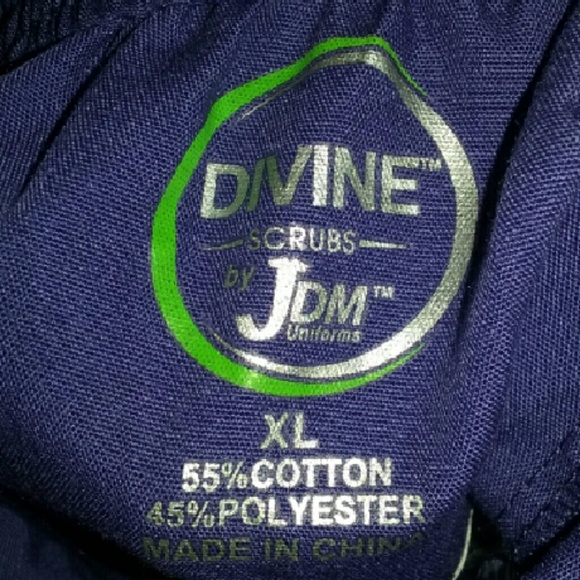 DIVINE™
SCRUBS
by JDM™
Uniforms
XL
55%COTTON
45%POLYESTER
MADE IN CHINA